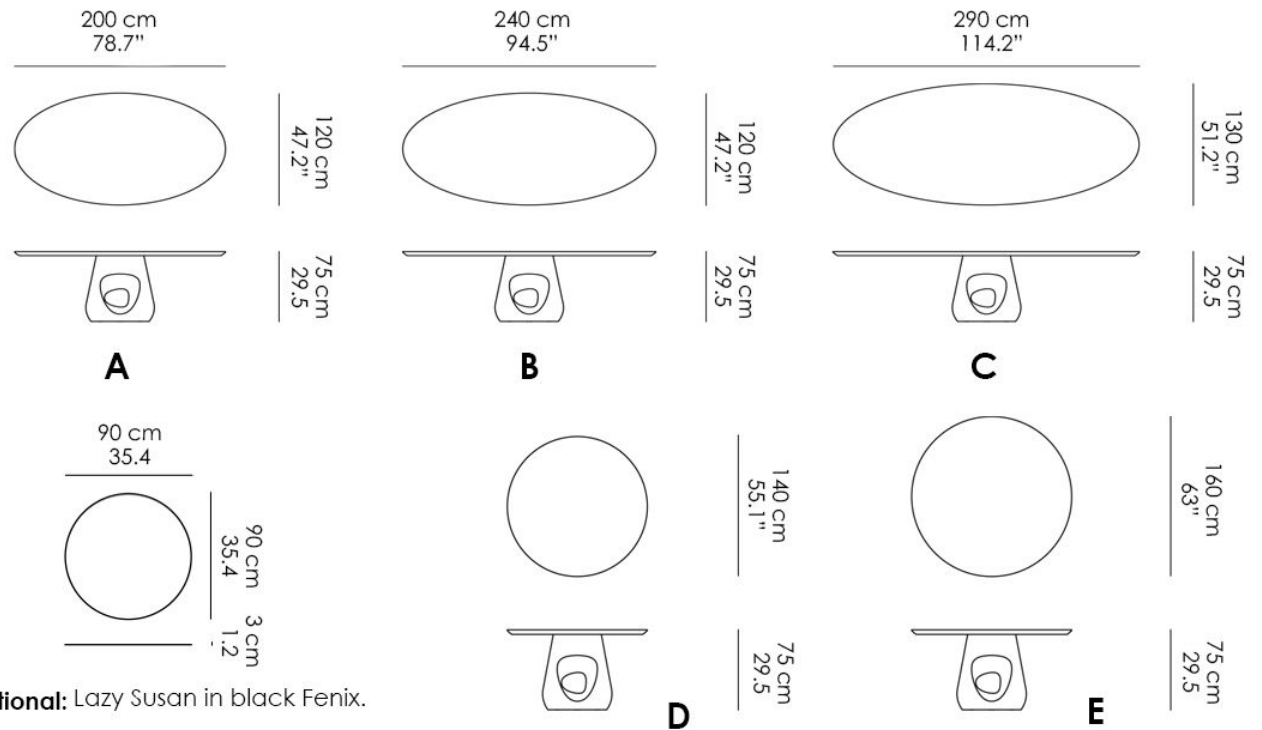 200 cm
78.7”
240 cm
94.5”
290 cm
114.2”
120 cm
47.2”
120 cm
47.2”
130 cm
51.2”
75 cm
29.5
75 cm
29.5
75 cm
29.5
A
B
C
90 cm
35.4
90 cm
35.4
3 cm
1.2
140 cm
55.1”
160 cm
63”
75 cm
29.5
75 cm
29.5
tional: Lazy Susan in black Fenix.
D
E